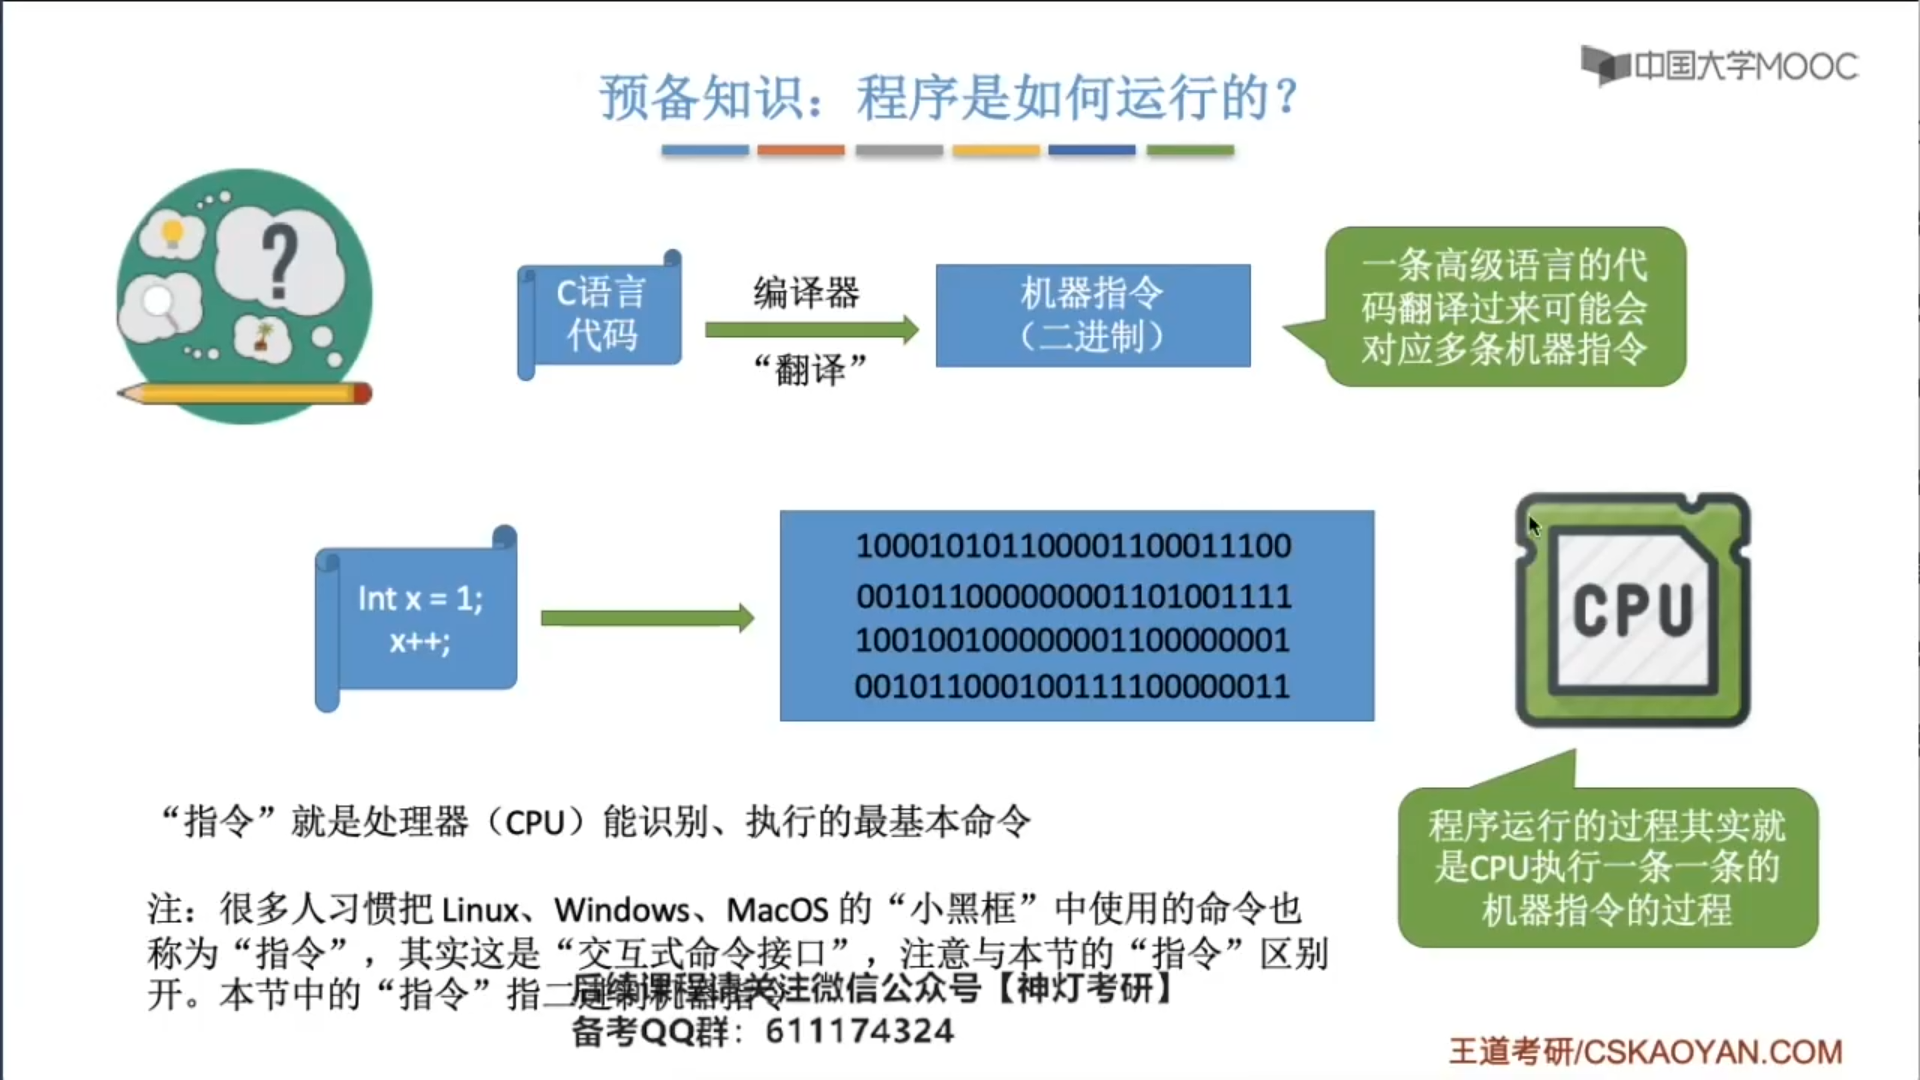 中国大学MOOC
预备知识：程序是如何运行的？
C语言
代码
编译器
“翻译”
机器指令
（二进制）
一条高级语言的代
码翻译过来可能会
对应多条机器指令
?
Int x = 1;
x++;
100010101100001100011100
001011000000001101001111
100100100000001100000001
001011000100111100000011
CPU
“指令”就是处理器（CPU）能识别、执行的最基本命令
程序运行的过程其实就
是CPU执行一条一条的
机器指令的过程
注：很多人习惯把 Linux、Windows、MacOS 的“小黑框”中使用的命令也
称为“指令”，其实这是“交互式命令接口”，注意与本节的“指令”区别
开。本节中的“指令”指二进制机器指令
后续课程请关注微信公众号【神灯考研】
备考QQ群：611174324
王道考研/CSKAOYAN.COM